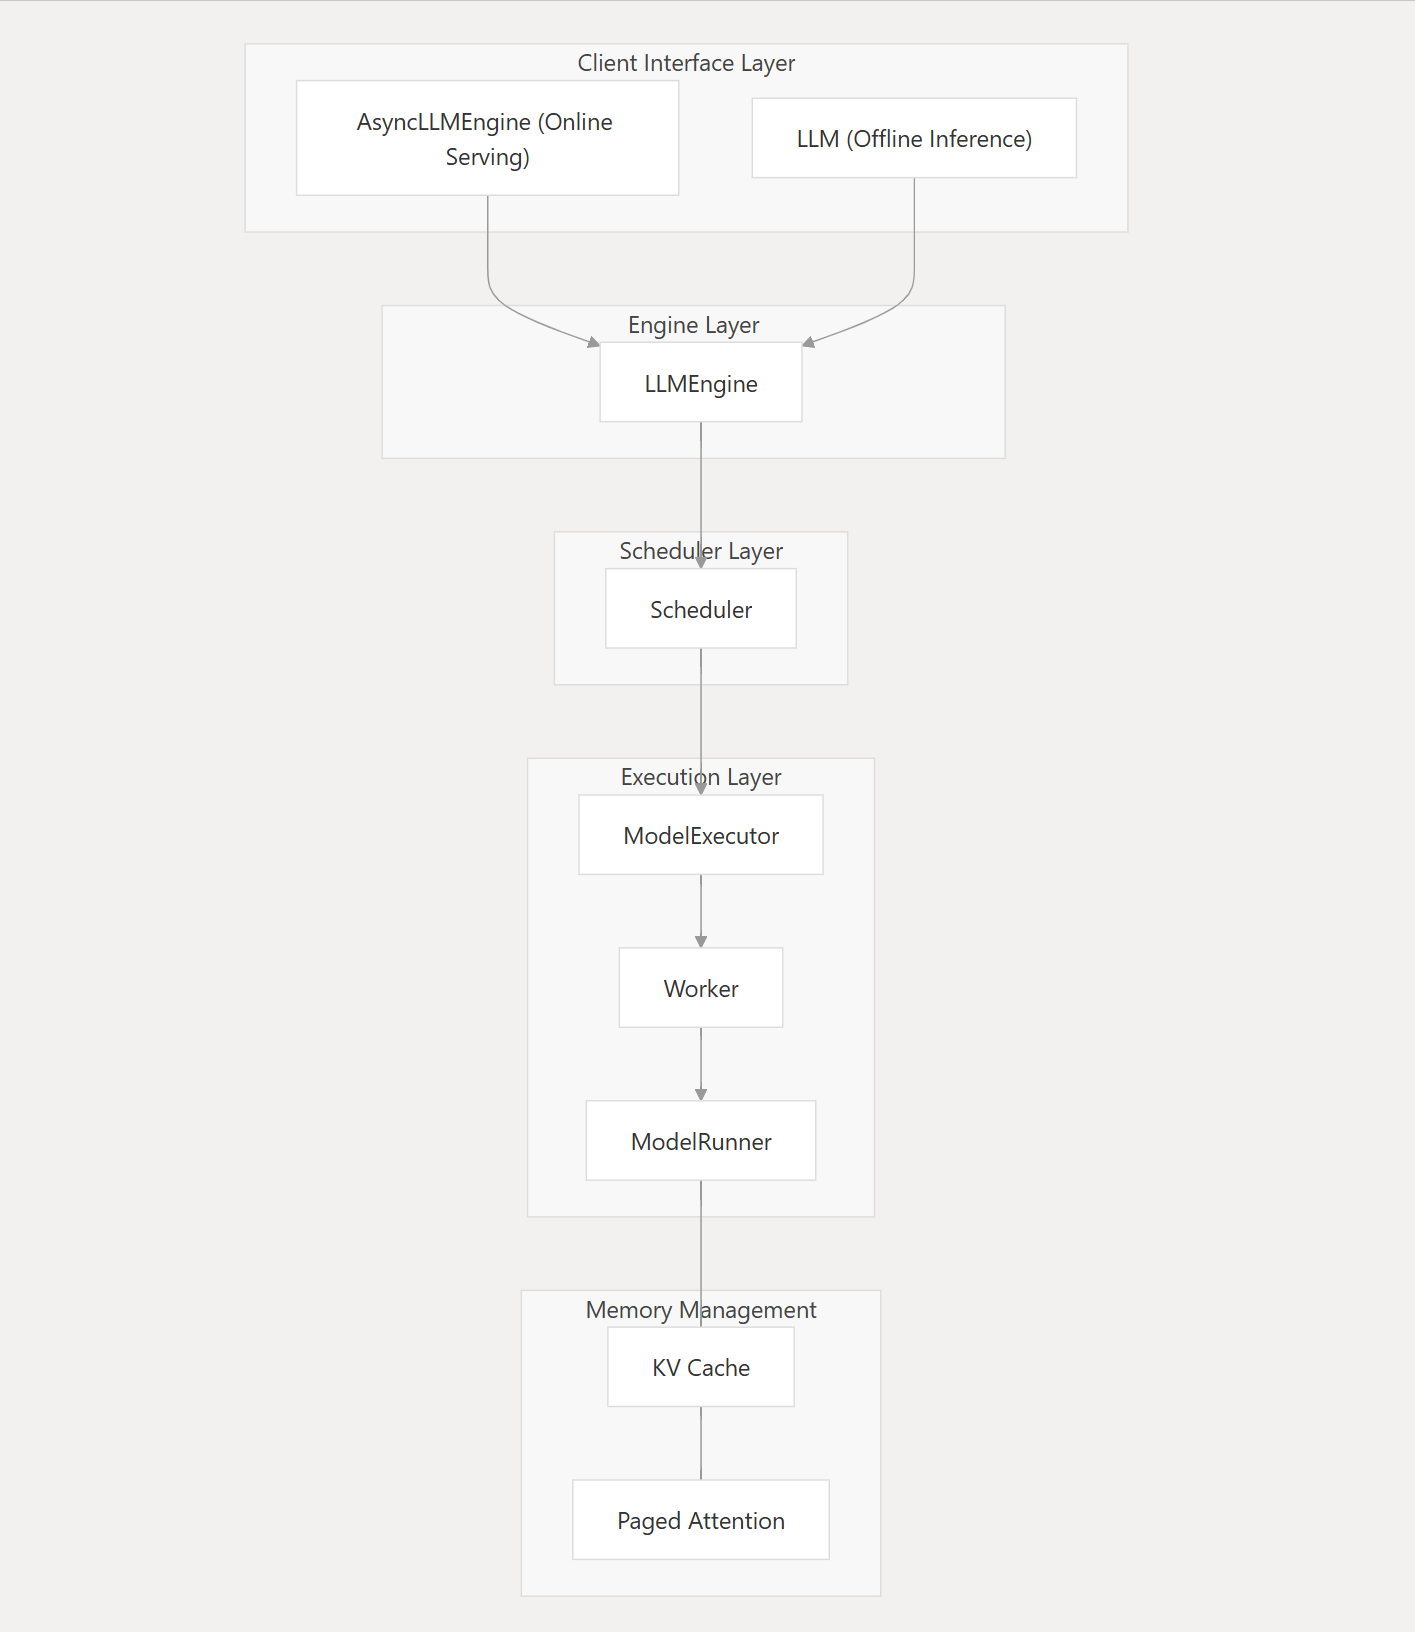 Client Interface Layer
AsyncLLMEngine (Online
Serving)
LLM (Offline Inference)
Engine Layer
LLMEngine
Scheduler Layer
Scheduler
Execution Layer
ModelExecutor
Worker
ModelRunner
Memory Management
KV Cache
Paged Attention